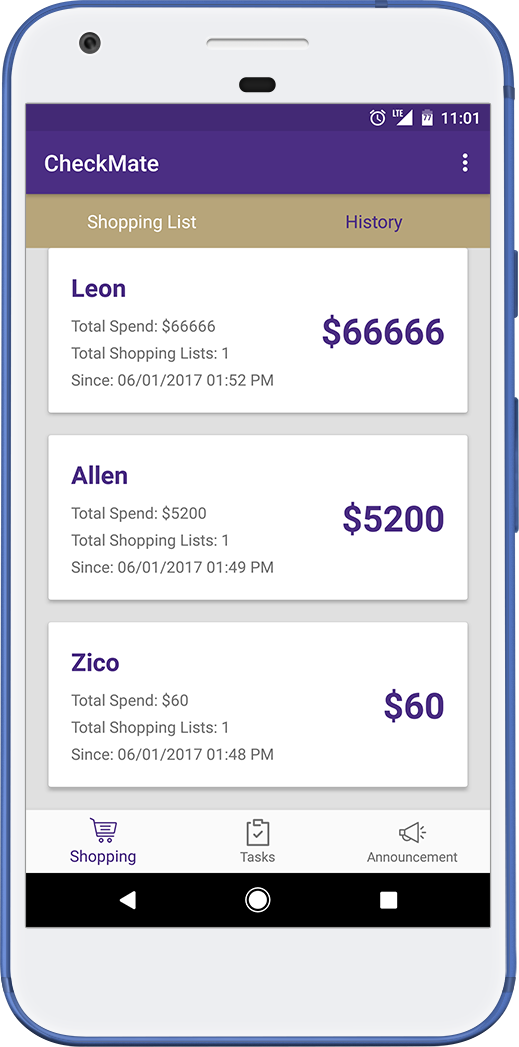 LTE 11:01
CheckMate
Shopping List History
Leon
Total Spend: $66666
Total Shopping Lists: 1
Since: 06/01/2017 01:52 PM
$66666
Allen
Total Spend: $5200
Total Shopping Lists: 1
Since: 06/01/2017 01:49 PM
$5200
Zico
Total Spend: $60
Total Shopping Lists: 1
Since: 06/01/2017 01:48 PM
$60
Shopping Tasks Announcement